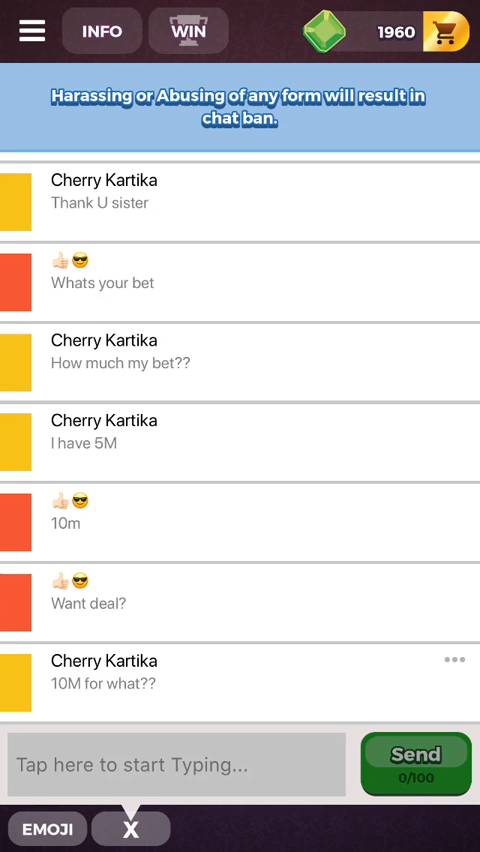 INFO
WIN
1960
Harassing or Abusing of any form will result in
chat ban.
Cherry Kartika
Thank U sister
👍🏻😎
Whats your bet
Cherry Kartika
How much my bet??
Cherry Kartika
I have 5M
👍🏻😎
10m
👍🏻😎
Want deal?
Cherry Kartika
10M for what??
Tap here to start Typing...
Send
0/100
EMOJI
X